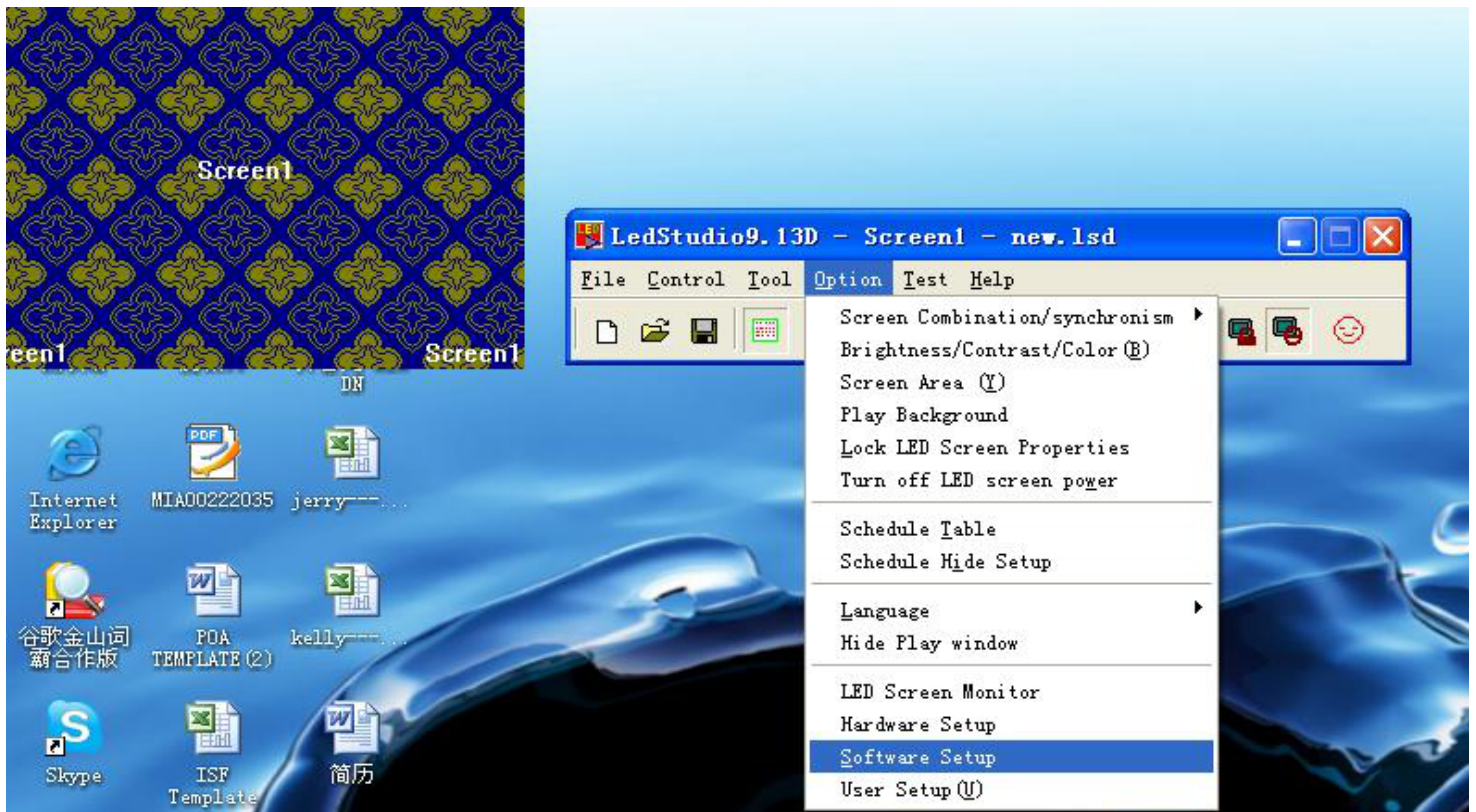 Screen1
een1
Screen1
DN
Internet
Explorer
MIA00222035
jerry---...
谷歌金山词
霸合作版
POA
TEMPLATE(2)
kelly---...
Skype
ISF
Template
简历
LedStudio9.13D - Screen1 - new.lsd
File Control Tool Option Test Help
Screen Combination/synchronism
Brightness/Contrast/Color(B)
Screen Area (Y)
Play Background
Lock LED Screen Properties
Turn off LED screen power
Schedule Table
Schedule Hide Setup
Language
Hide Play window
LED Screen Monitor
Hardware Setup
Software Setup
User Setup(U)